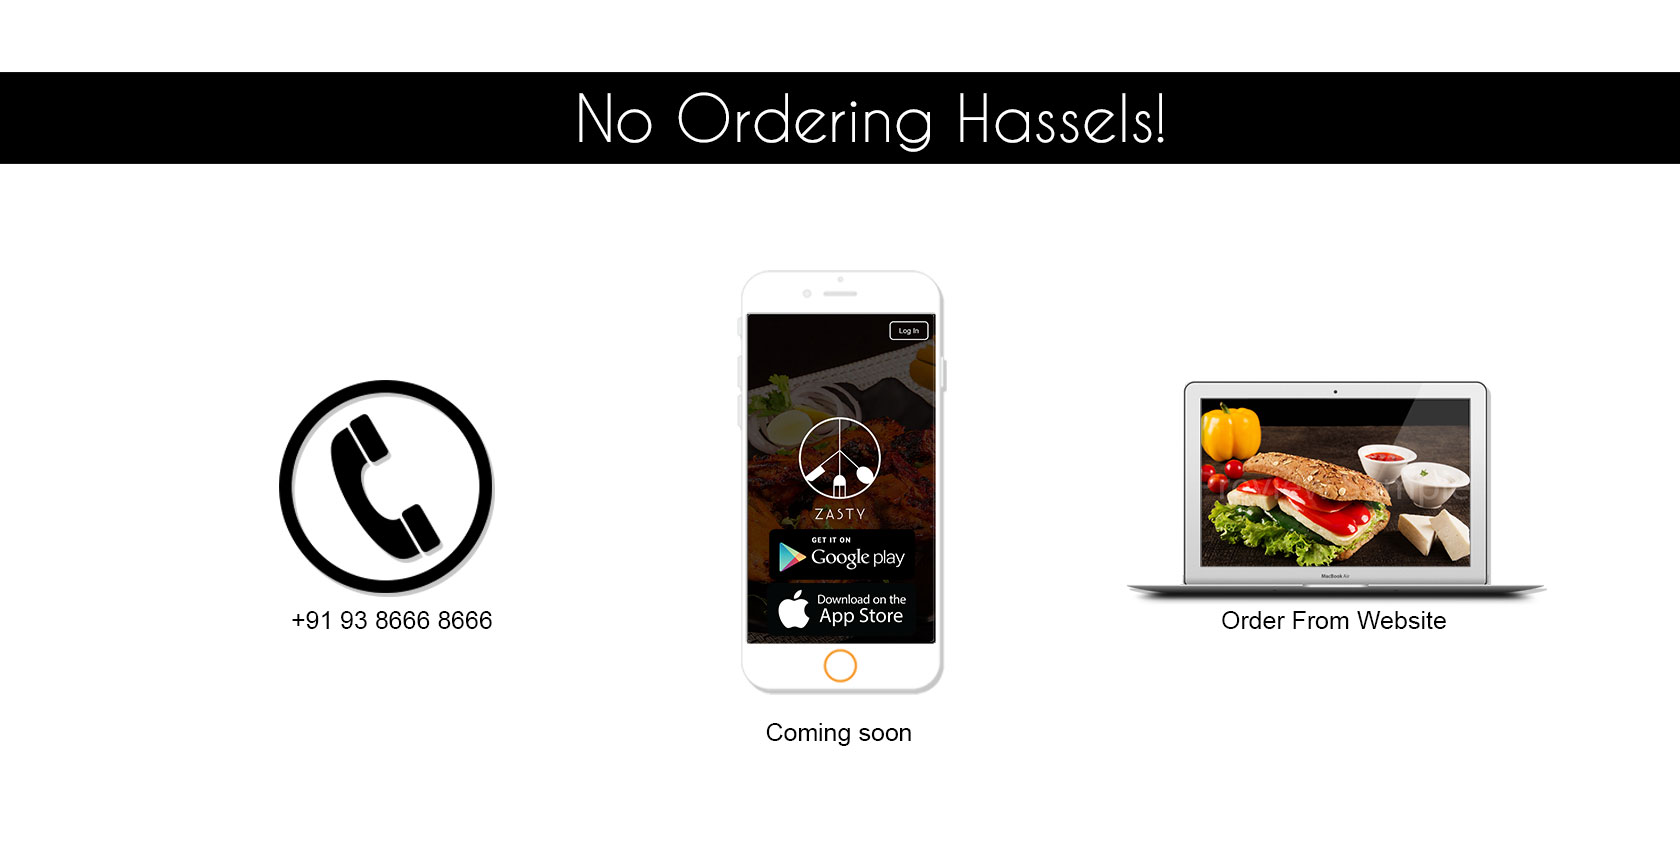 No Ordering Hassels!
+91 93 8666 8666
Log In
ZASTY
GET IT ON
Google play
Download on the
App Store
Coming soon
MacBook Air
Order From Website